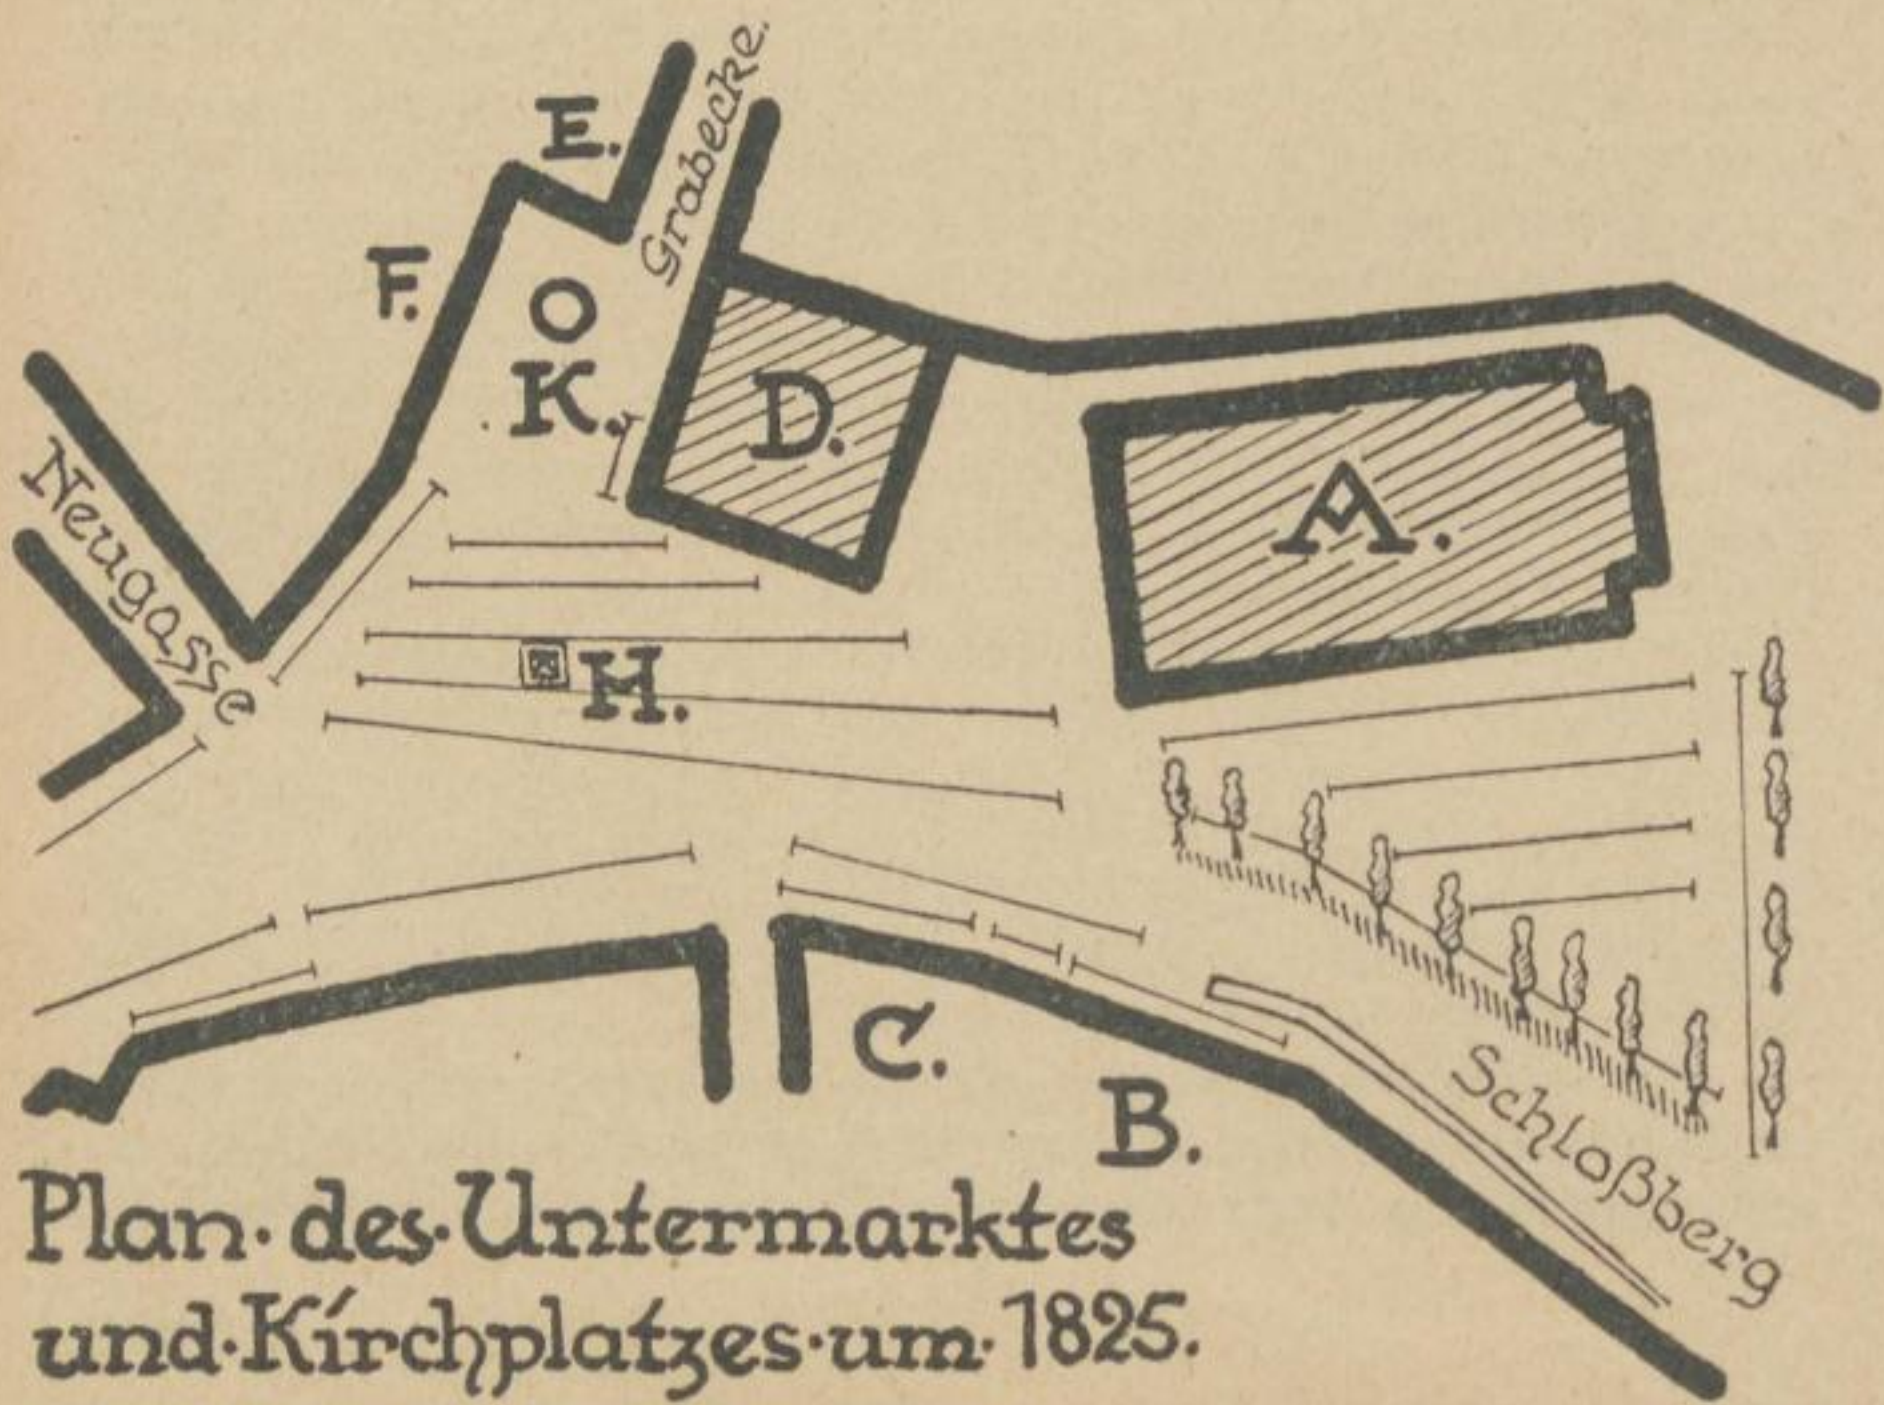 E.
Grabecke.
F.
O
K.
D.
A.
Neugasse
H.
C.
B.
Schloßberg
Plan·des·Untermarktes
und·Kirchplatzes·um·1825.